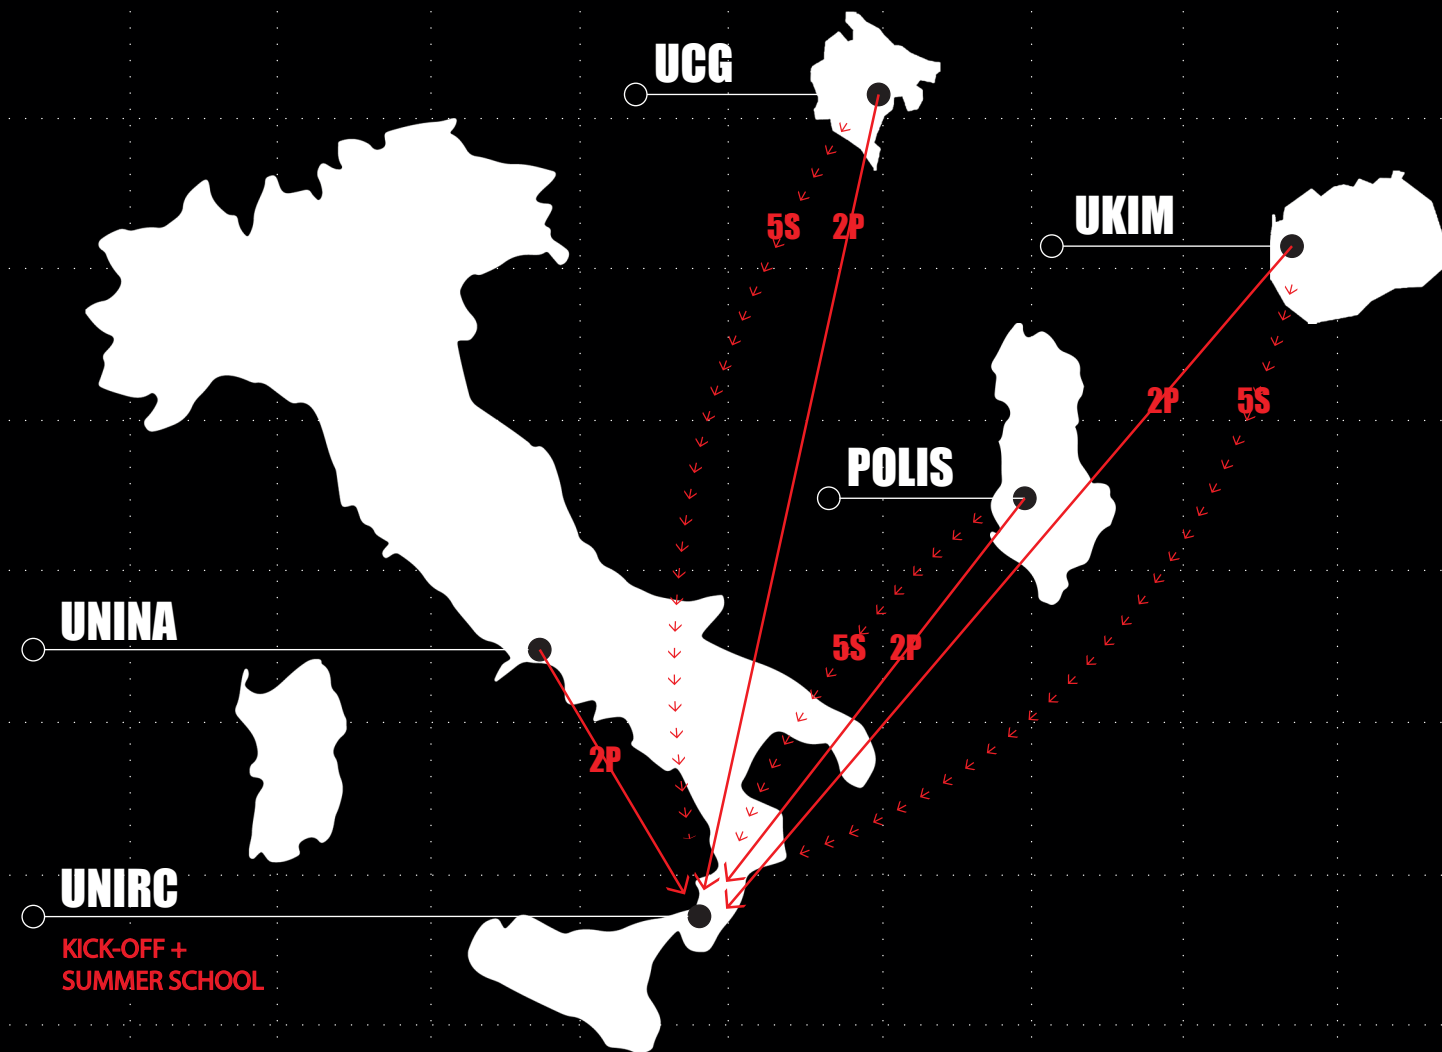 UCG
5S 2P
UKIM
2P 5S
POLIS
UNINA
5S 2P
2P
UNIRC
KICK-OFF +
SUMMER SCHOOL